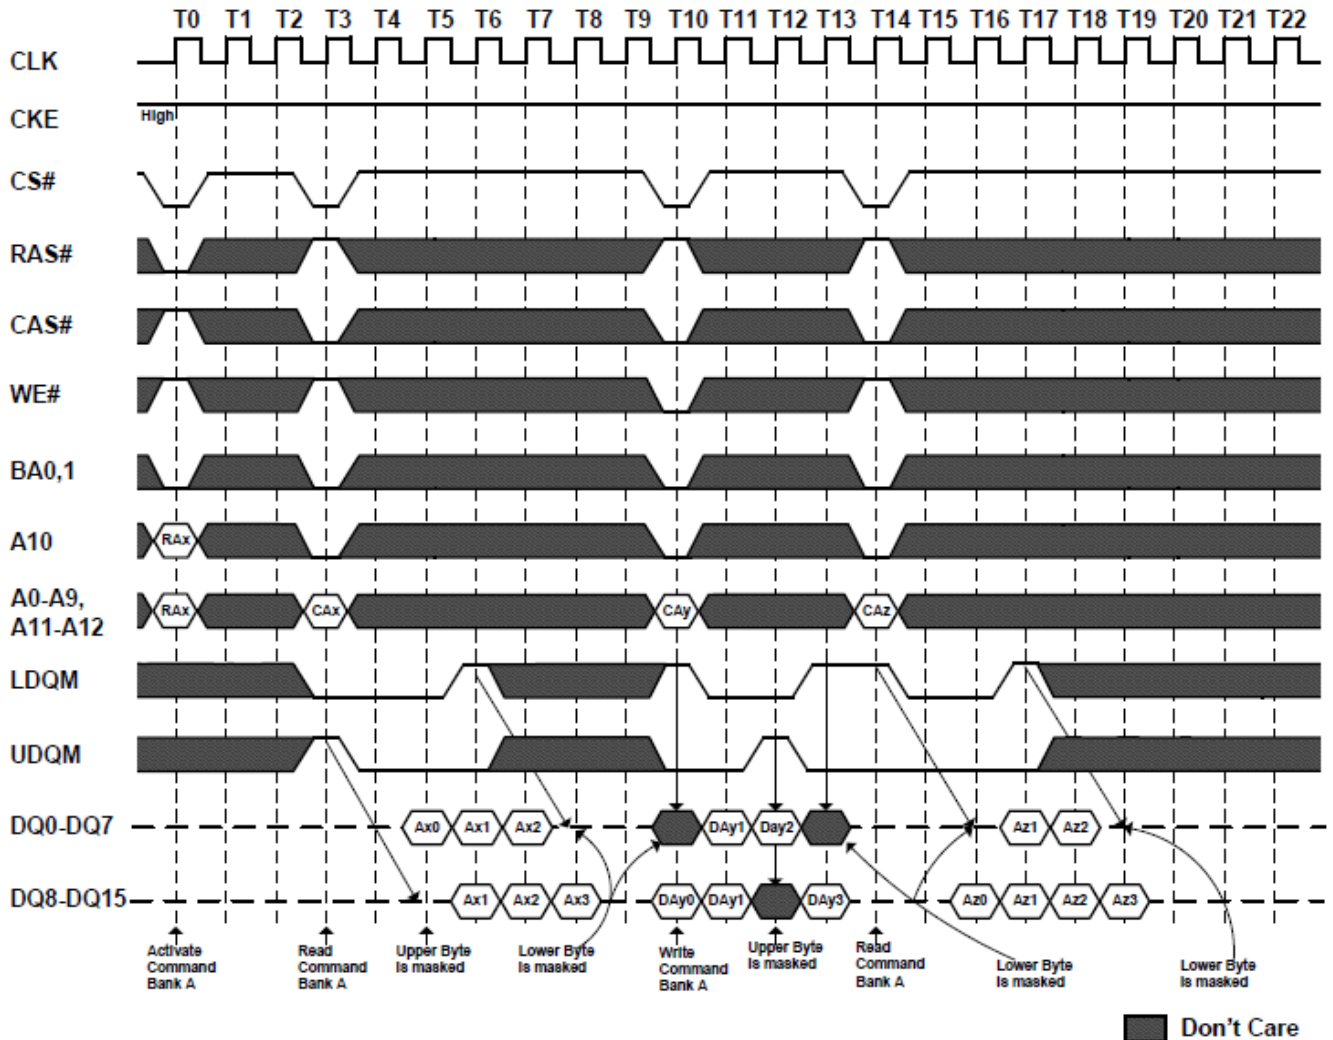 T0 T1 T2 T3 T4 T5 T6 T7 T8 T9 T10 T11 T12 T13 T14 T15 T16 T17 T18 T19 T20 T21 T22
CLK
CKE High
CS#
RAS#
CAS#
WE#
BA0,1
A10 RAx
A0-A9,
A11-A12 RAx CAx CAy CAz
LDQM
UDQM
DQ0-DQ7 Ax0 Ax1 Ax2 DAy1 Day2 Az1 Az2
DQ8-DQ15 Ax1 Ax2 Ax3 DAy0 DAy1 DAy3 Az0 Az1 Az2 Az3
Activate
Command
Bank A
Read
Command
Bank A
Upper Byte
Is masked
Lower Byte
Is masked
Write
Command
Bank A
Upper Byte
Is masked
Read
Command
Bank A
Lower Byte
Is masked
Lower Byte
Is masked
Don't Care